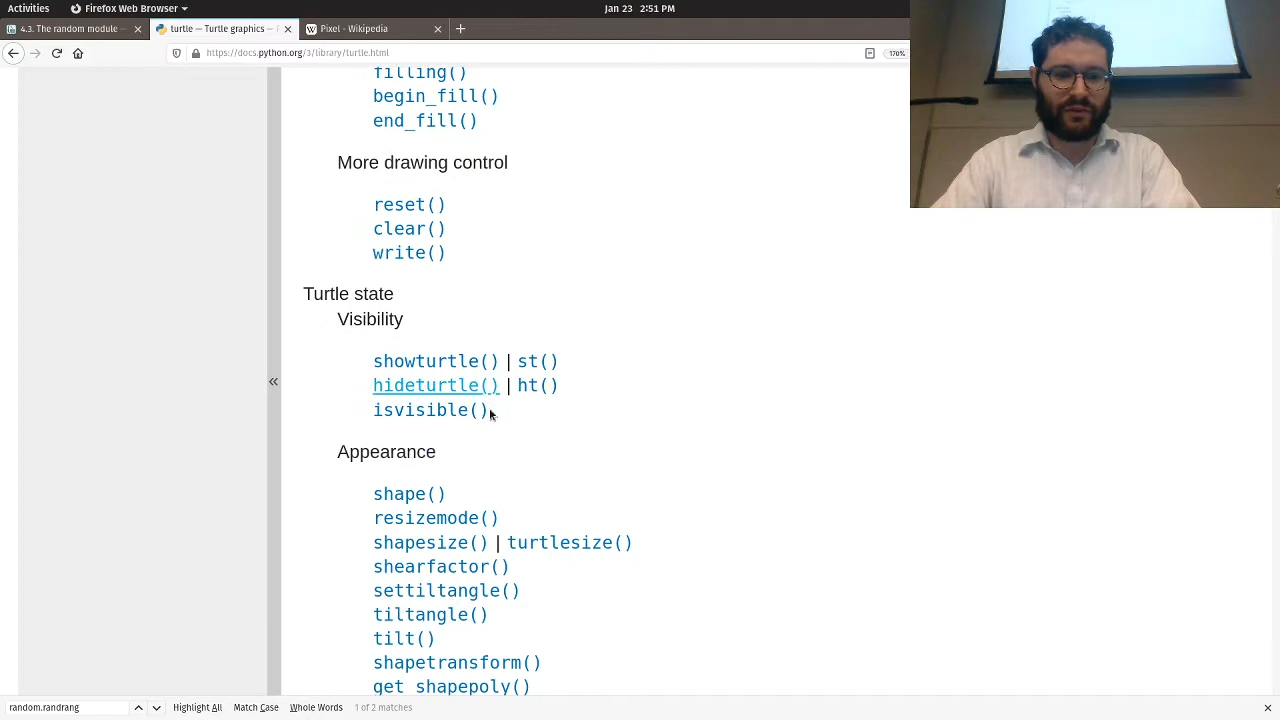 Activities Firefox Web Browser Jan 23 2:51 PM
4.3. The random module — turtle — Turtle graphics — Pixel - Wikipedia
https://docs.python.org/3/library/turtle.html 170%
filling()
begin_fill()
end_fill()
More drawing control
reset()
clear()
write()
Turtle state
Visibility
showturtle() | st()
hideturtle() | ht()
isvisible()
Appearance
shape()
resizemode()
shapesize() | turtlesize()
shearfactor()
settiltangle()
tiltangle()
tilt()
shapetransform()
get_shapepoly()
random.randrang Highlight All Match Case Whole Words 1 of 2 matches